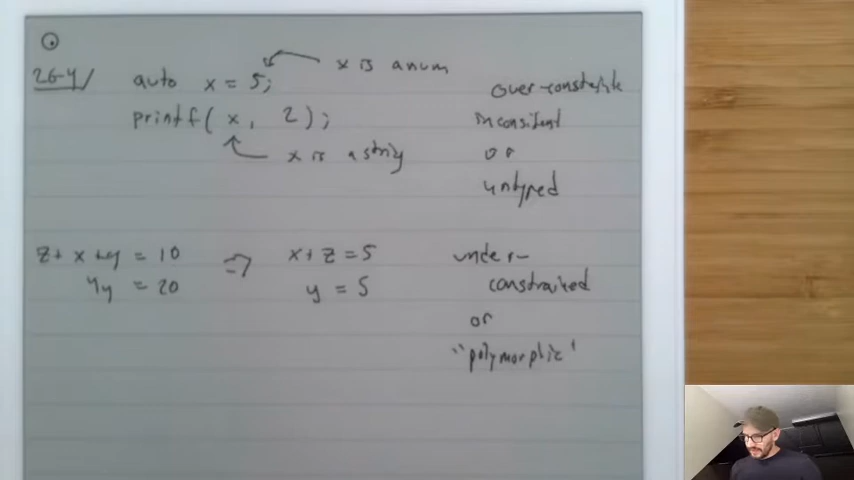 26-4/
auto x = 5;
x is a num
printf( x, 2 );
x is a string
over-constraint
inconsistent
or
untyped
z + x + y = 10 => x + z = 5
4y = 20 y = 5
under-
constrained
or
"polymorphic"